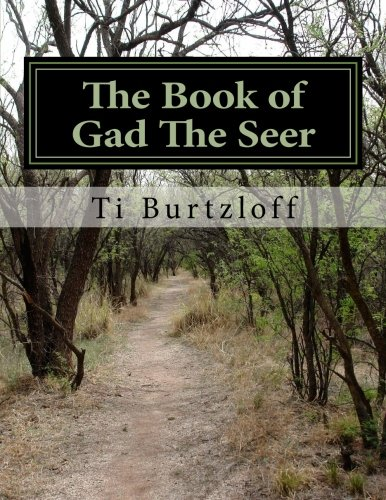 The Book of
Gad The Seer
Ti Burtzloff